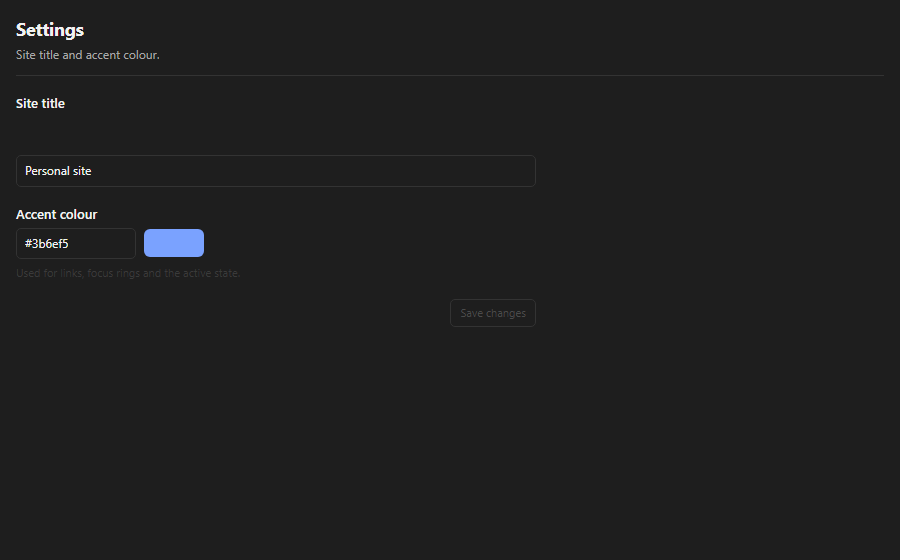 Settings
Site title and accent colour.
Site title
Personal site
Accent colour
#3b6ef5
Used for links, focus rings and the active state.
Save changes